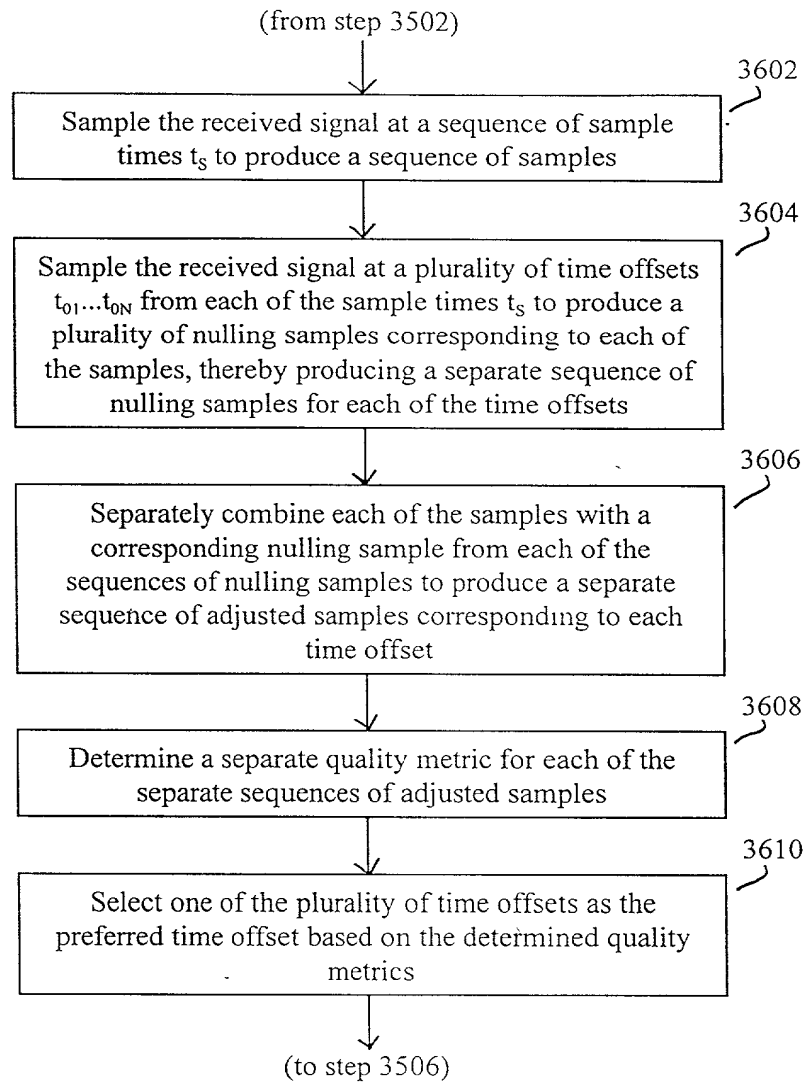 (from step 3502)
3602
Sample the received signal at a sequence of sample
times tS to produce a sequence of samples
3604
Sample the received signal at a plurality of time offsets
t01...t0N from each of the sample times tS to produce a
plurality of nulling samples corresponding to each of
the samples, thereby producing a separate sequence of
nulling samples for each of the time offsets
3606
Separately combine each of the samples with a
corresponding nulling sample from each of the
sequences of nulling samples to produce a separate
sequence of adjusted samples corresponding to each
time offset
3608
Determine a separate quality metric for each of the
separate sequences of adjusted samples
3610
Select one of the plurality of time offsets as the
preferred time offset based on the determined quality
metrics
(to step 3506)